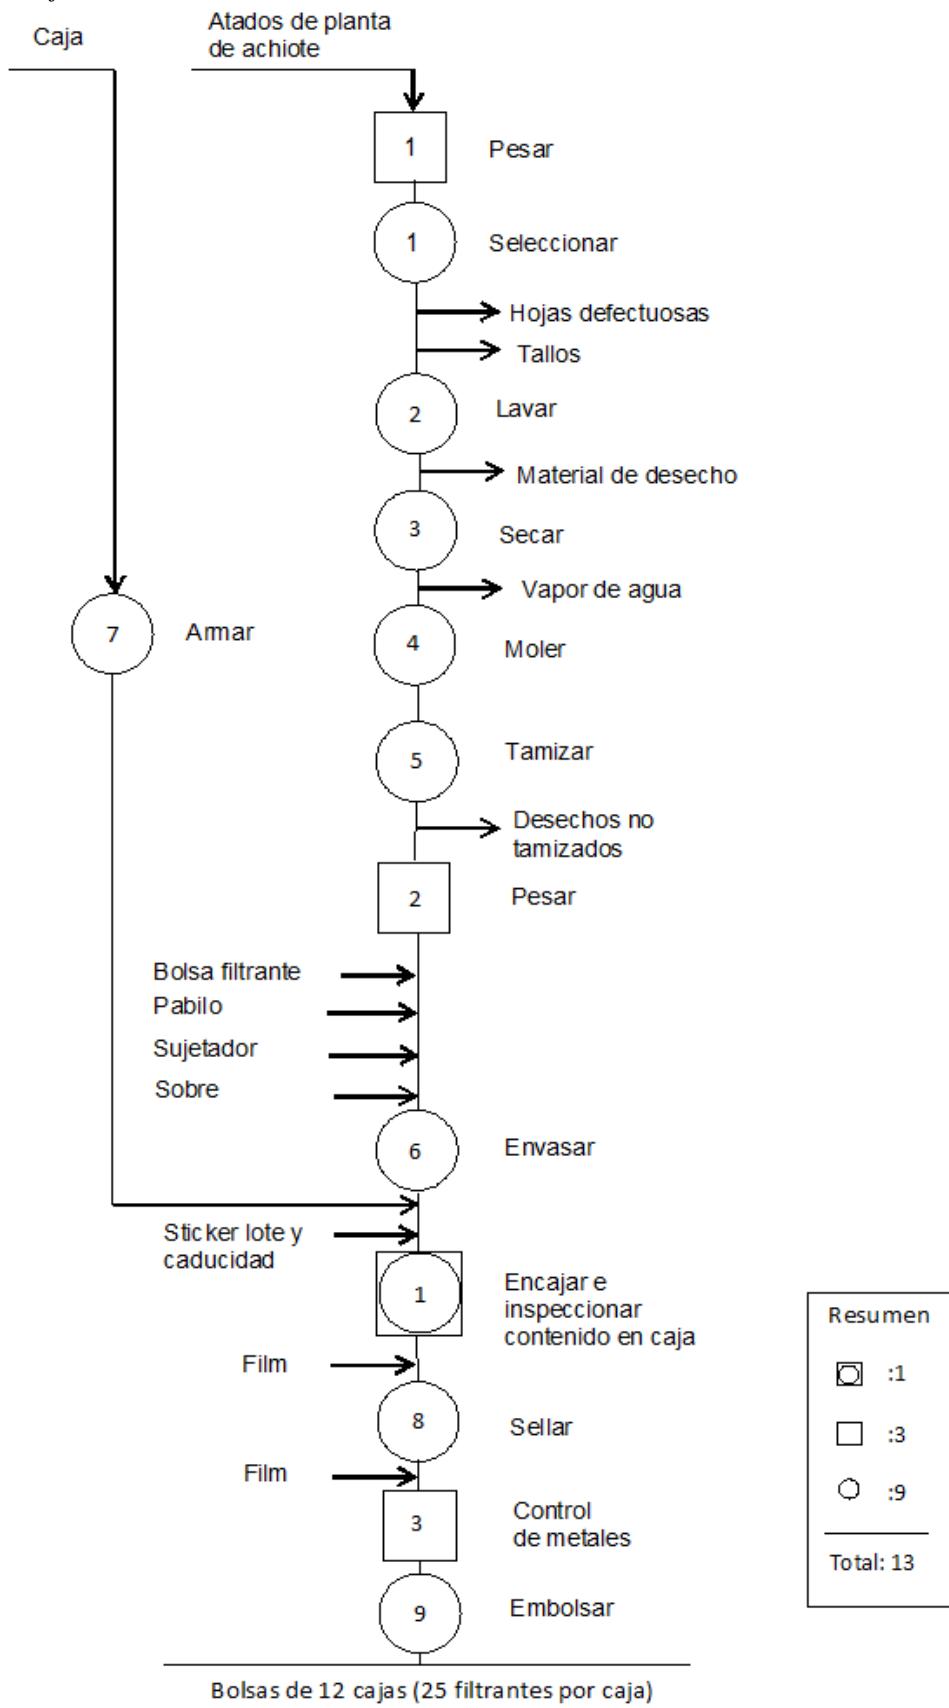 Caja
Atados de planta
de achiote
1
Pesar
1
Seleccionar
Hojas defectuosas
Tallos
2
Lavar
Material de desecho
3
Secar
Vapor de agua
7
Armar
4
Moler
5
Tamizar
Desechos no
tamizados
2
Pesar
Bolsa filtrante
Pabilo
Sujetador
Sobre
6
Envasar
Sticker lote y
caducidad
1
Encajar e
inspeccionar
contenido en caja
Film
8
Sellar
Film
3
Control
de metales
9
Embolsar
Bolsas de 12 cajas (25 filtrantes por caja)
Resumen
:1
:3
:9
Total: 13